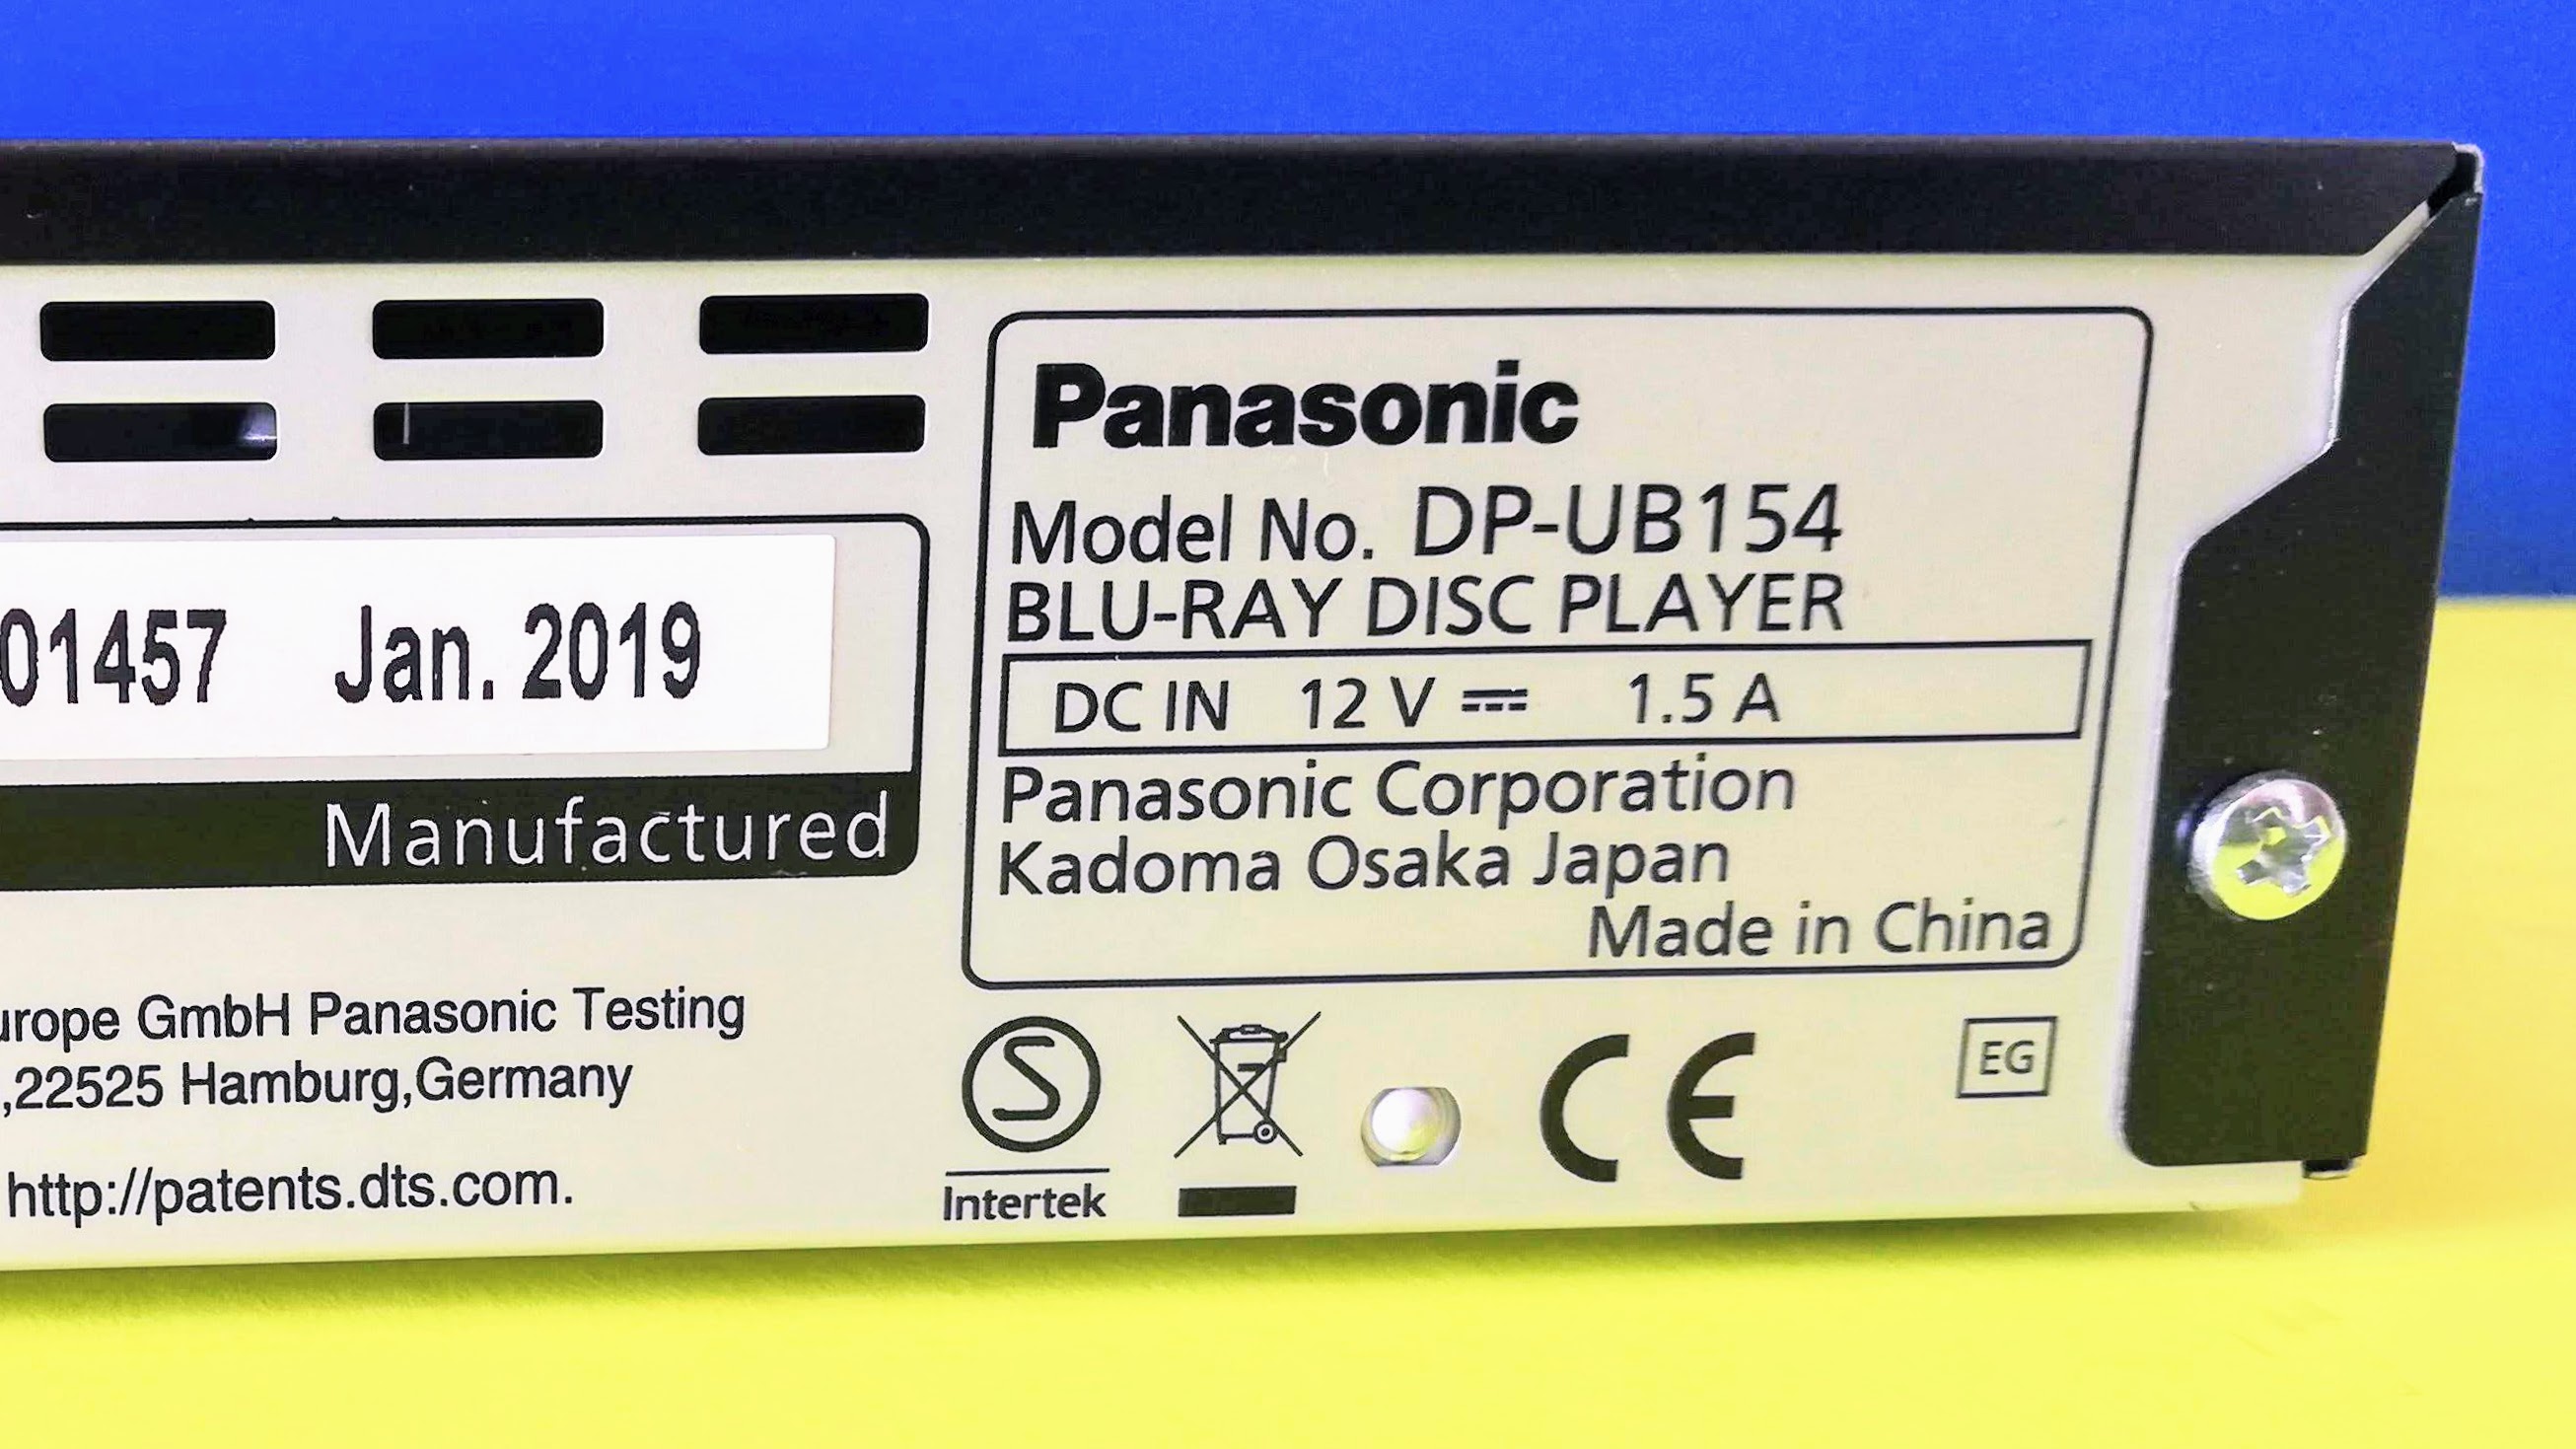 01457 Jan. 2019
Manufactured
Panasonic
Model No. DP-UB154
BLU-RAY DISC PLAYER
DC IN 12 V ⎓ 1.5 A
Panasonic Corporation
Kadoma Osaka Japan
Made in China
urope GmbH Panasonic Testing
,22525 Hamburg,Germany
http://patents.dts.com.
S
Intertek
CE
EG